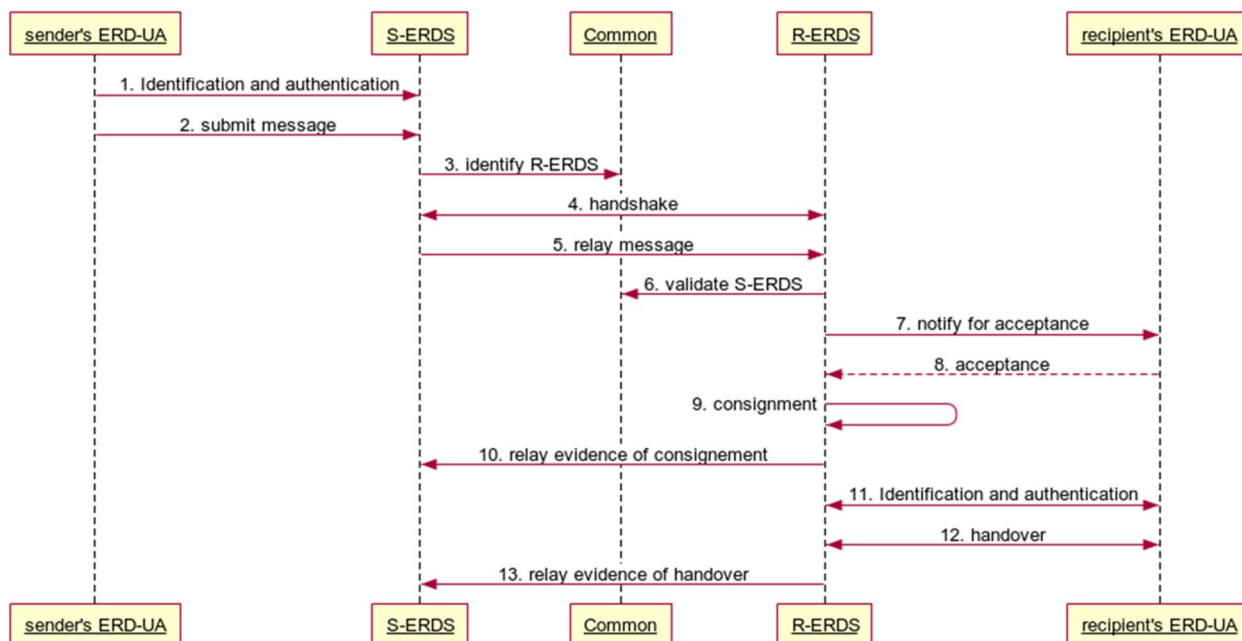 sender's ERD-UA
S-ERDS
Common
R-ERDS
recipient's ERD-UA
1. Identification and authentication
2. submit message
3. identify R-ERDS
4. handshake
5. relay message
6. validate S-ERDS
7. notify for acceptance
8. acceptance
9. consignment
10. relay evidence of consignement
11. Identification and authentication
12. handover
13. relay evidence of handover
sender's ERD-UA
S-ERDS
Common
R-ERDS
recipient's ERD-UA